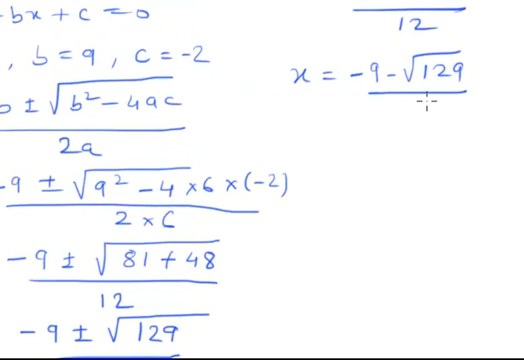 bx + c = 0
, b = 9 , c = -2
± √b² - 4ac
2a
-9 ± √9² - 4 × 6 × (-2)
2 × 6
-9 ± √81 + 48
12
-9 ± √129
12
x = -9 - √129